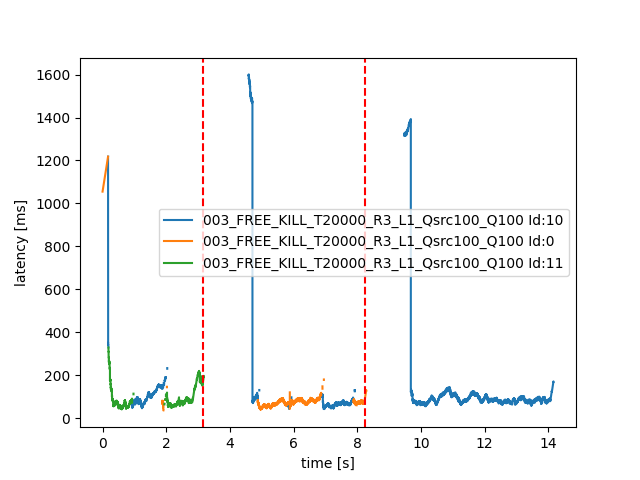 1600
1400
1200
1000
800
600
400
200
0
latency [ms]
003_FREE_KILL_T20000_R3_L1_Qsrc100_Q100 Id:10
003_FREE_KILL_T20000_R3_L1_Qsrc100_Q100 Id:0
003_FREE_KILL_T20000_R3_L1_Qsrc100_Q100 Id:11
0 2 4 6 8 10 12 14
time [s]